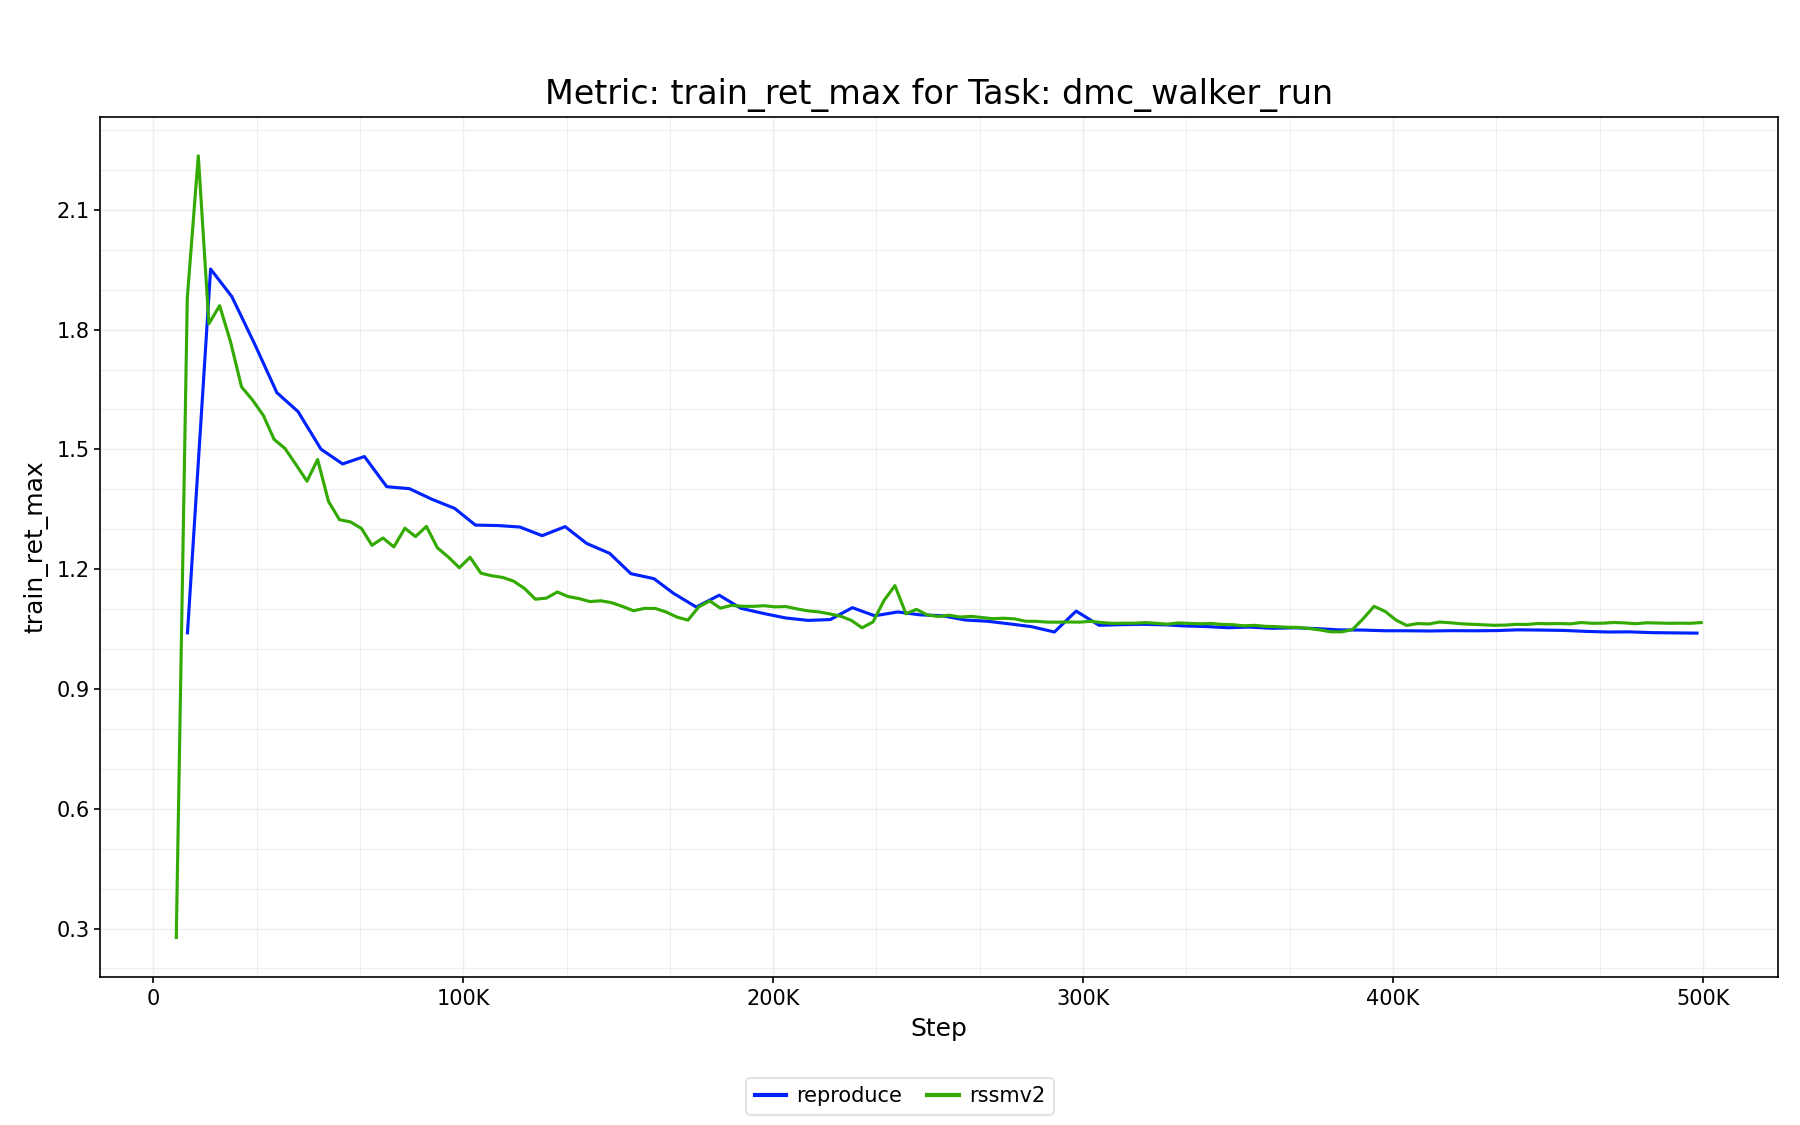 Metric: train_ret_max for Task: dmc_walker_run
train_ret_max
2.1
1.8
1.5
1.2
0.9
0.6
0.3
0 100K 200K 300K 400K 500K
Step
reproduce rssmv2